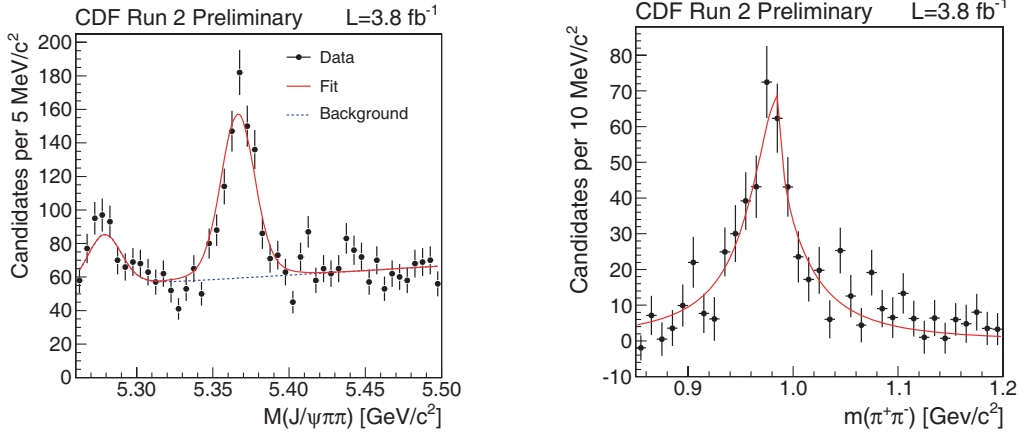 CDF Run 2 Preliminary L=3.8 fb⁻¹
Candidates per 5 MeV/c²
200
180
160
140
120
100
80
60
40
20
0
Data
Fit
Background
5.30 5.35 5.40 5.45 5.50
M(J/ψππ) [GeV/c²]
CDF Run 2 Preliminary L=3.8 fb⁻¹
Candidates per 10 MeV/c²
80
70
60
50
40
30
20
10
0
-10
0.9 1.0 1.1 1.2
m(π⁺π⁻) [Gev/c²]